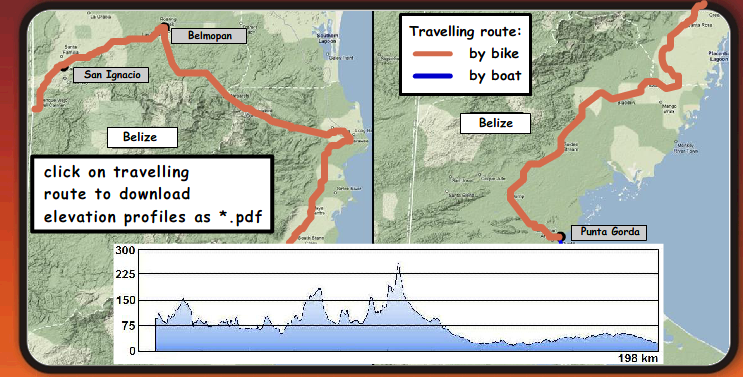 Belmopan
San Ignacio
Belize
click on travelling
route to download
elevation profiles as *.pdf
Travelling route:
by bike
by boat
Belize
Punta Gorda
300
225
150
75
0
198 km